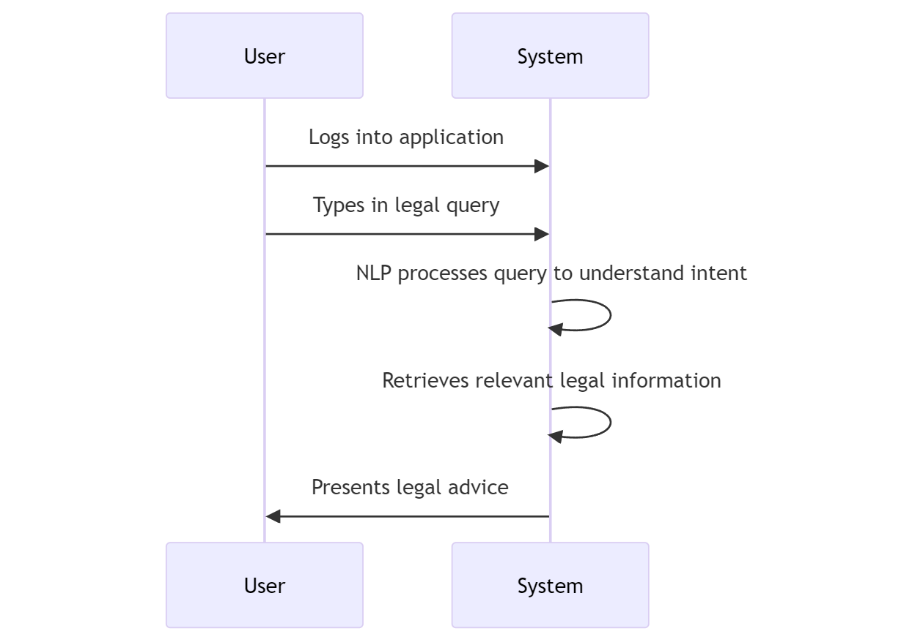 User
System
Logs into application
Types in legal query
NLP processes query to understand intent
Retrieves relevant legal information
Presents legal advice
User
System